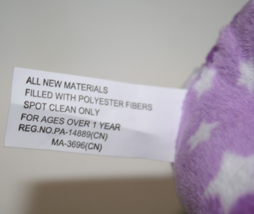 ALL NEW MATERIALS
FILLED WITH POLYESTER FIBERS
SPOT CLEAN ONLY
FOR AGES OVER 1 YEAR
REG.NO.PA-14889(CN)
MA-3696(CN)